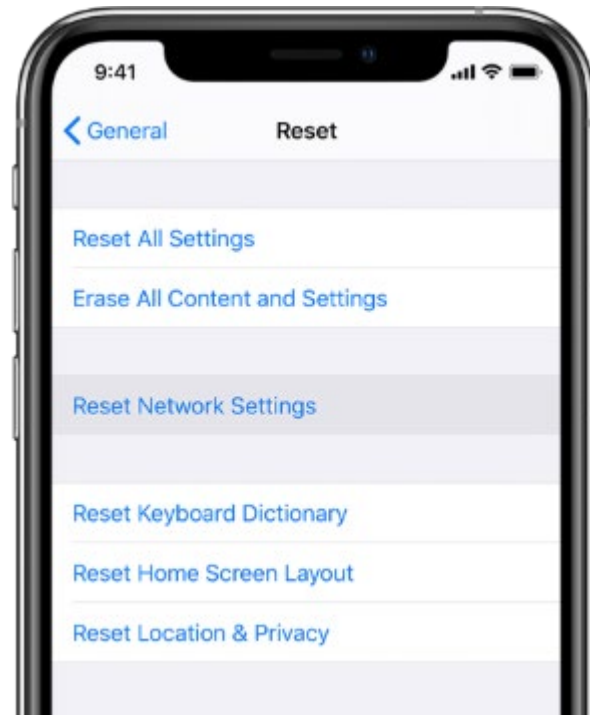 9:41
General
Reset
Reset All Settings
Erase All Content and Settings
Reset Network Settings
Reset Keyboard Dictionary
Reset Home Screen Layout
Reset Location & Privacy